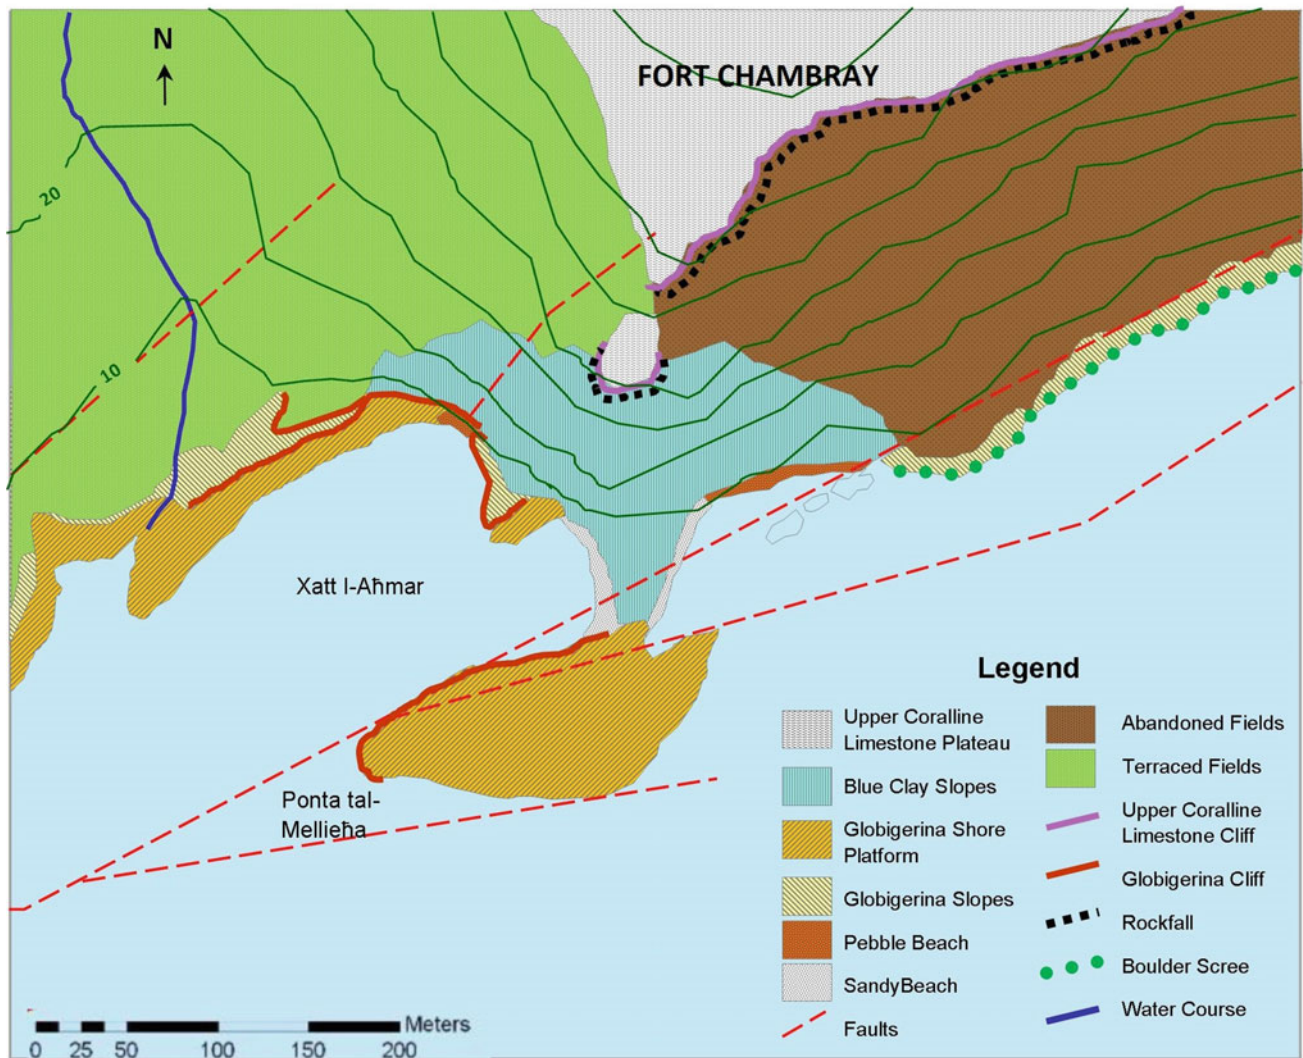 N
FORT CHAMBRAY
20
10
Xatt l-Aħmar
Ponta tal-
Mellieħa
Legend
Upper Coralline
Limestone Plateau
Blue Clay Slopes
Globigerina Shore
Platform
Globigerina Slopes
Pebble Beach
SandyBeach
Faults
Abandoned Fields
Terraced Fields
Upper Coralline
Limestone Cliff
Globigerina Cliff
Rockfall
Boulder Scree
Water Course
Meters
0 25 50 100 150 200